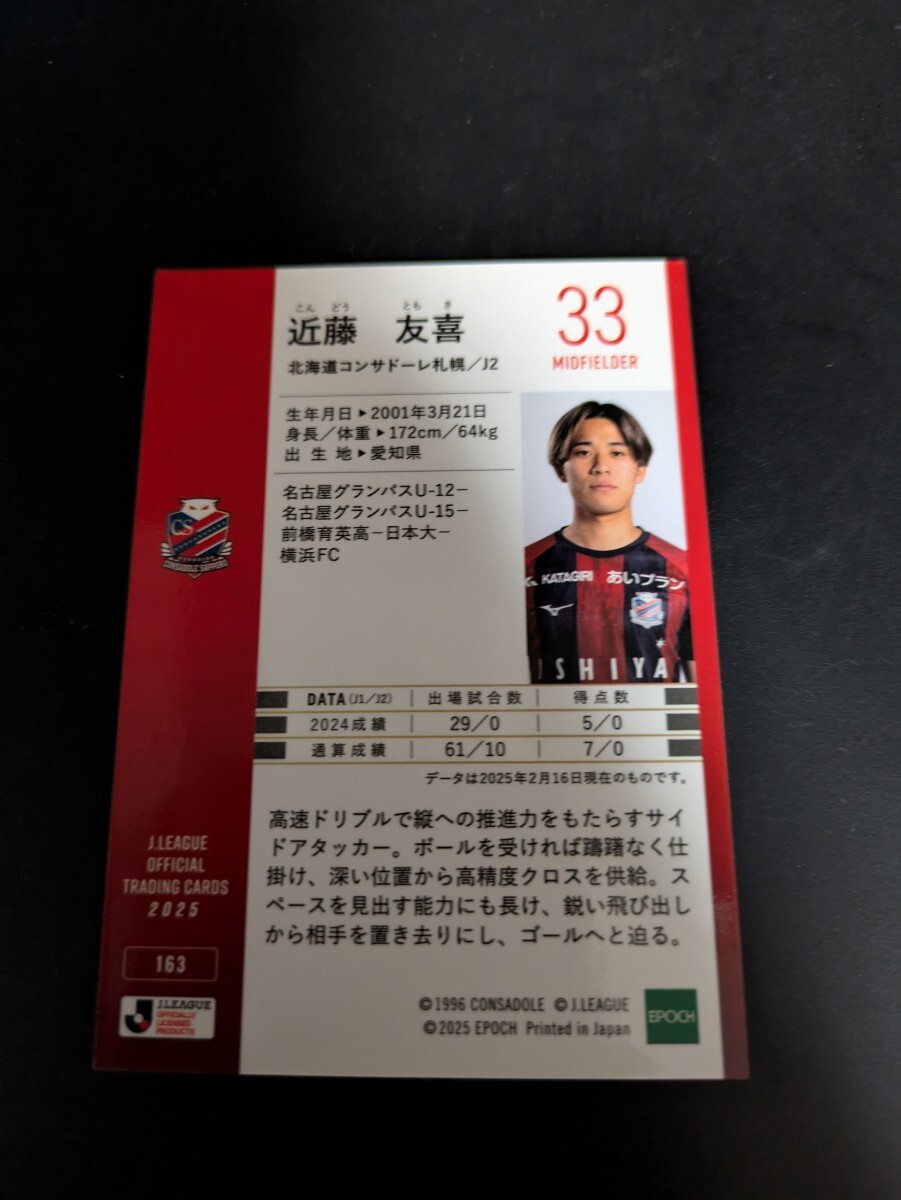 こん どう とも き
近藤 友喜
33
MIDFIELDER
北海道コンサドーレ札幌／J2
生年月日▶2001年3月21日
身長／体重▶172cm／64kg
出生地▶愛知県
名古屋グランパスU-12－
名古屋グランパスU-15－
前橋育英高－日本大－
横浜FC
KATAGIRI あいプラン
SHIYA
CS
CONSADOLE SAPPORO
DATA(J1／J2) 出場試合数 得点数
2024成績 29／0 5／0
通算成績 61／10 7／0
データは2025年2月16日現在のものです。
高速ドリブルで縦への推進力をもたらすサイ
ドアタッカー。ボールを受ければ躊躇なく仕
掛け、深い位置から高精度クロスを供給。ス
ペースを見出す能力にも長け、鋭い飛び出し
から相手を置き去りにし、ゴールへと迫る。
J.LEAGUE
OFFICIAL
TRADING CARDS
2025
163
J.LEAGUE
OFFICIALLY
LICENSED
PRODUCTS
©1996 CONSADOLE ©J.LEAGUE
©2025 EPOCH Printed in Japan
EPOCH